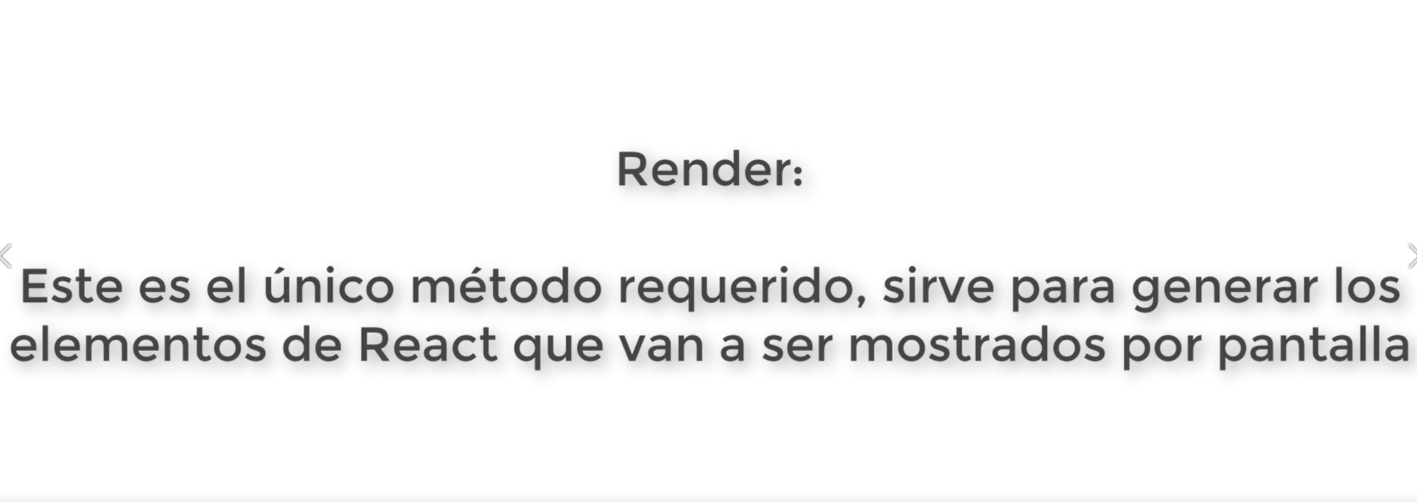 Render:
Este es el único método requerido, sirve para generar los
elementos de React que van a ser mostrados por pantalla